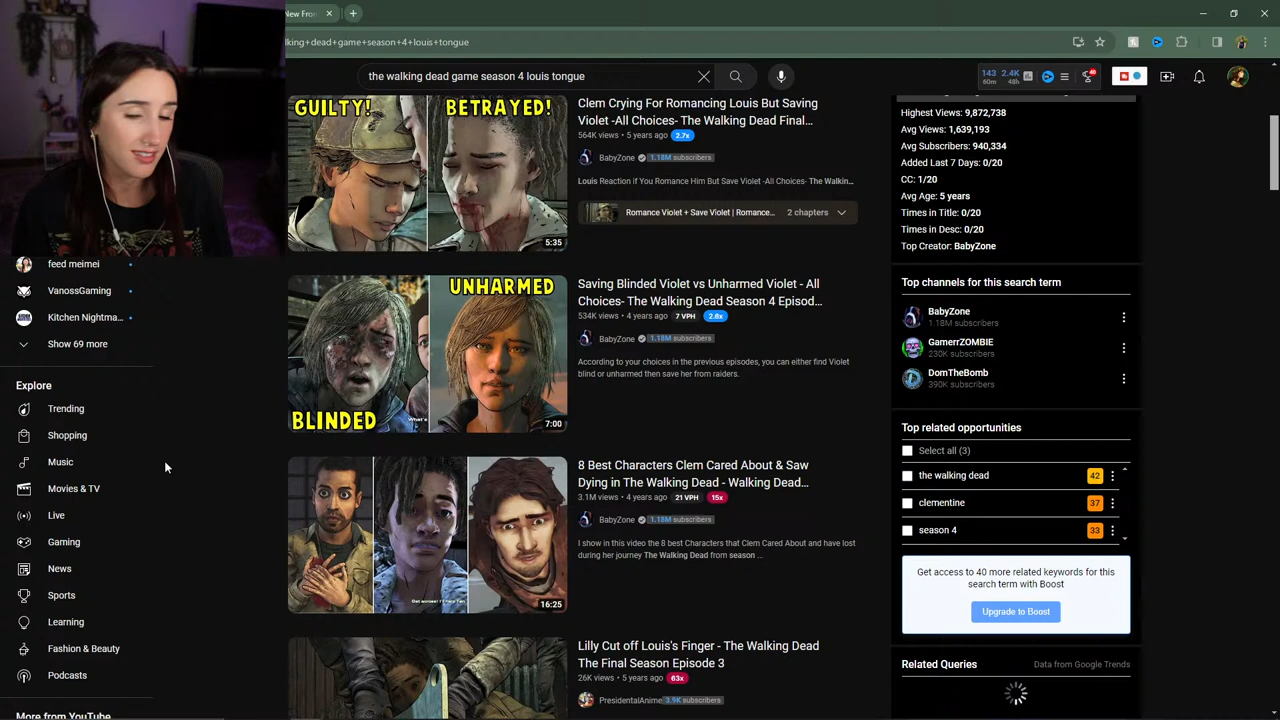 New Fro
lking+dead+game+season+4+louis+tongue
the walking dead game season 4 louis tongue
143
60m
2.4K
48h
GUILTY!
BETRAYED!
5:35
Clem Crying For Romancing Louis But Saving
Violet -All Choices- The Walking Dead Final...
564K views • 5 years ago 2.7x
BabyZone 1.18M subscribers
Louis Reaction if You Romance Him But Save Violet -All Choices- The Walkin...
Romance Violet + Save Violet | Romance... 2 chapters
UNHARMED
BLINDED
What's
7:00
Saving Blinded Violet vs Unharmed Violet - All
Choices- The Walking Dead Season 4 Episod...
534K views • 4 years ago 7 VPH 2.6x
BabyZone 1.18M subscribers
According to your choices in the previous episodes, you can either find Violet
blind or unharmed then save her from raiders.
16:25
8 Best Characters Clem Cared About & Saw
Dying in The Walking Dead - Walking Dead...
3.1M views • 4 years ago 21 VPH 15x
BabyZone 1.18M subscribers
I show in this video the 8 best Characters that Clem Cared About and have lost
during her journey The Walking Dead from season ...
Lilly Cut off Louis's Finger - The Walking Dead
The Final Season Episode 3
26K views • 5 years ago 63x
PresidentalAnime 3.9K subscribers
feed meimei
VanossGaming
Kitchen Nightma...
Show 69 more
Explore
Trending
Shopping
Music
Movies & TV
Live
Gaming
News
Sports
Learning
Fashion & Beauty
Podcasts
More from YouTube
Highest Views: 9,872,738
Avg Views: 1,639,193
Avg Subscribers: 940,334
Added Last 7 Days: 0/20
CC: 1/20
Avg Age: 5 years
Times in Title: 0/20
Times in Desc: 0/20
Top Creator: BabyZone
Top channels for this search term
BabyZone
1.18M subscribers
GamerrZOMBIE
230K subscribers
DomTheBomb
390K subscribers
Top related opportunities
Select all (3)
the walking dead 42
clementine 37
season 4 33
Get access to 40 more related keywords for this
search term with Boost
Upgrade to Boost
Related Queries Data from Google Trends